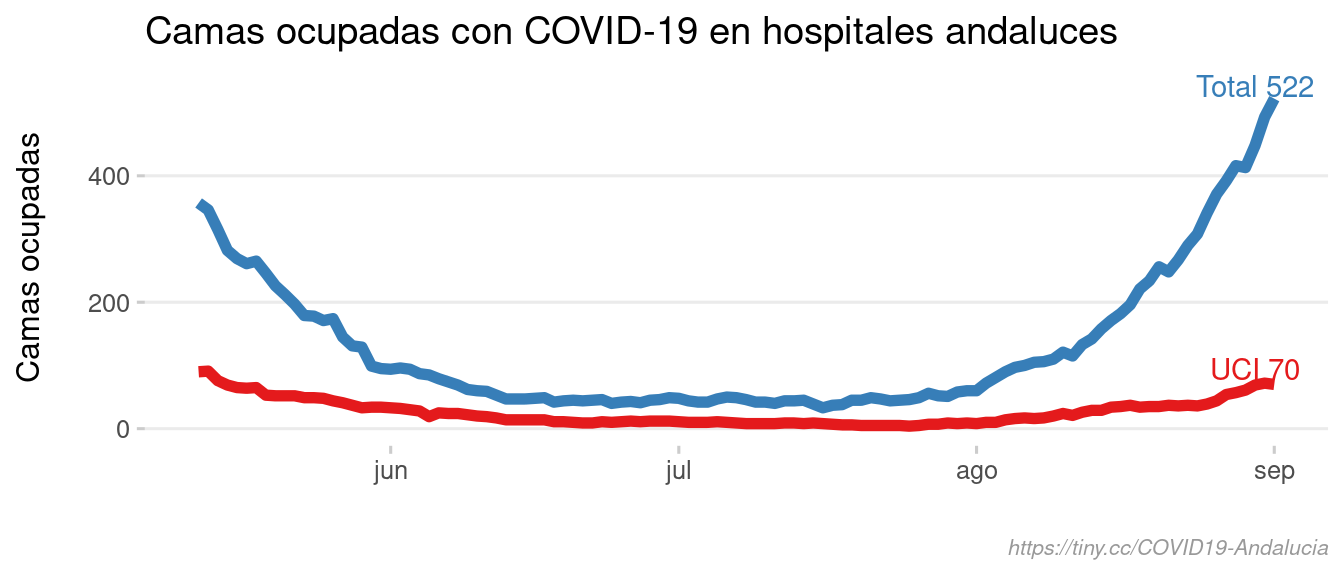 Camas ocupadas con COVID-19 en hospitales andaluces
Camas ocupadas
Total 522
400
200
UCI 70
0
jun jul ago sep
https://tiny.cc/COVID19-Andalucia